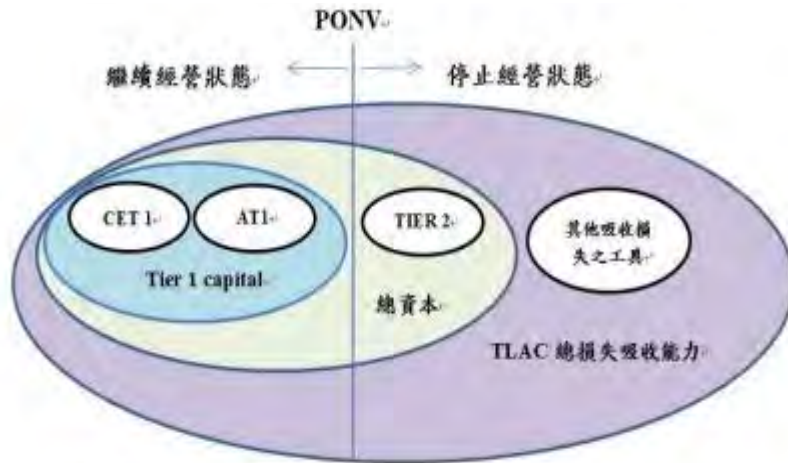 PONV
繼續經營狀態
停止經營狀態
CET 1
AT1
TIER 2
其他吸收損
失之工具
Tier 1 capital
總資本
TLAC 總損失吸收能力